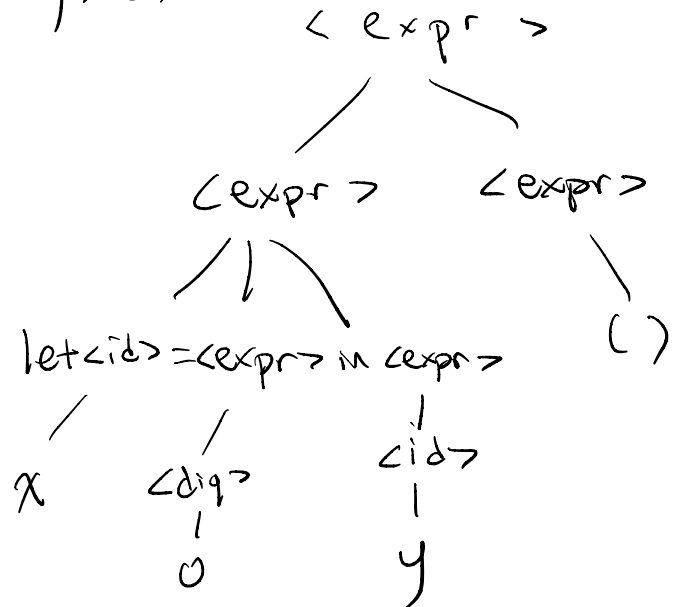 < expr >
<expr> <expr>
let<id>=<expr> in <expr> ()
x <dig> <id>
0 y